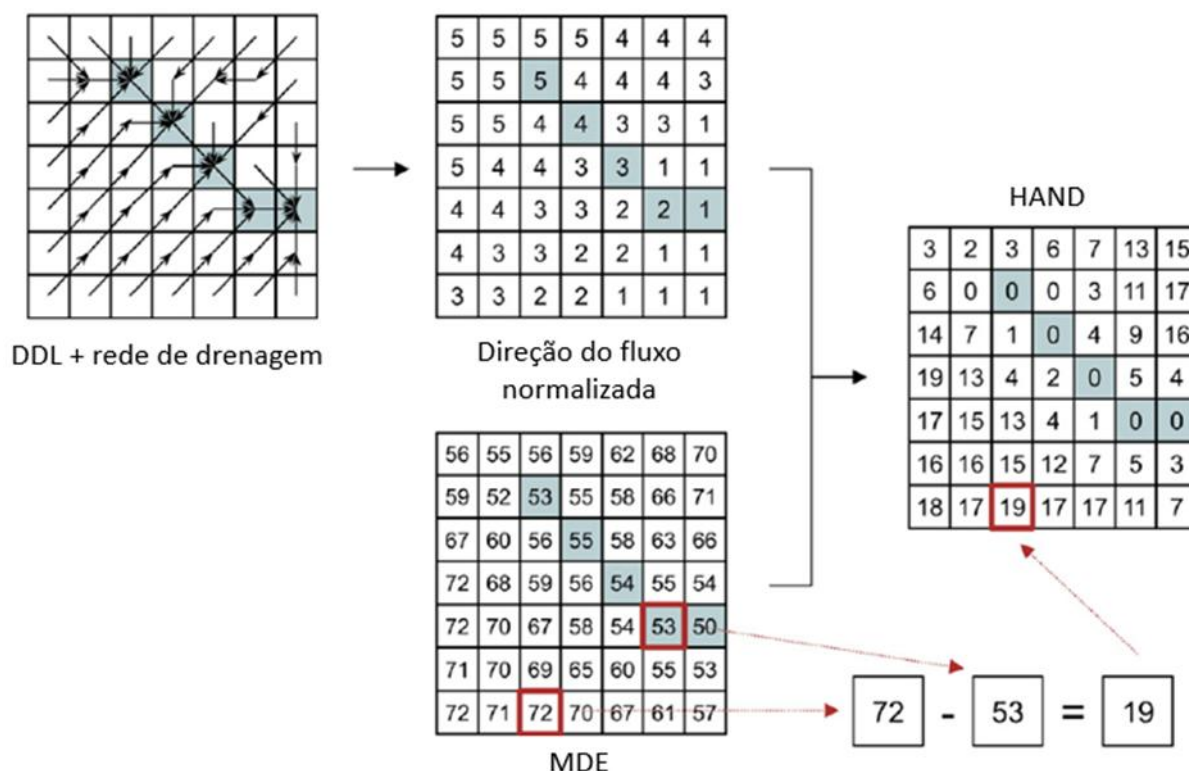 5 5 5 5 4 4 4
5 5 5 4 4 4 3
5 5 4 4 3 3 1
5 4 4 3 3 1 1
4 4 3 3 2 2 1
4 3 3 2 2 1 1
3 3 2 2 1 1 1
DDL + rede de drenagem
Direção do fluxo
normalizada
56 55 56 59 62 68 70
59 52 53 55 58 66 71
67 60 56 55 58 63 66
72 68 59 56 54 55 54
72 70 67 58 54 53 50
71 70 69 65 60 55 53
72 71 72 70 67 61 57
MDE
HAND
3 2 3 6 7 13 15
6 0 0 0 3 11 17
14 7 1 0 4 9 16
19 13 4 2 0 5 4
17 15 13 4 1 0 0
16 16 15 12 7 5 3
18 17 19 17 17 11 7
72 - 53 = 19